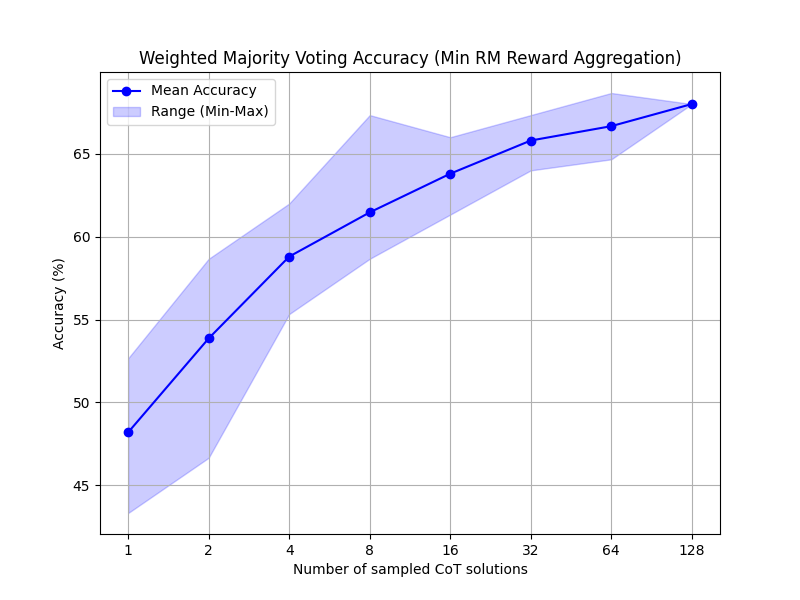 Weighted Majority Voting Accuracy (Min RM Reward Aggregation)
Mean Accuracy
Range (Min-Max)
Accuracy (%)
65
60
55
50
45
1 2 4 8 16 32 64 128
Number of sampled CoT solutions